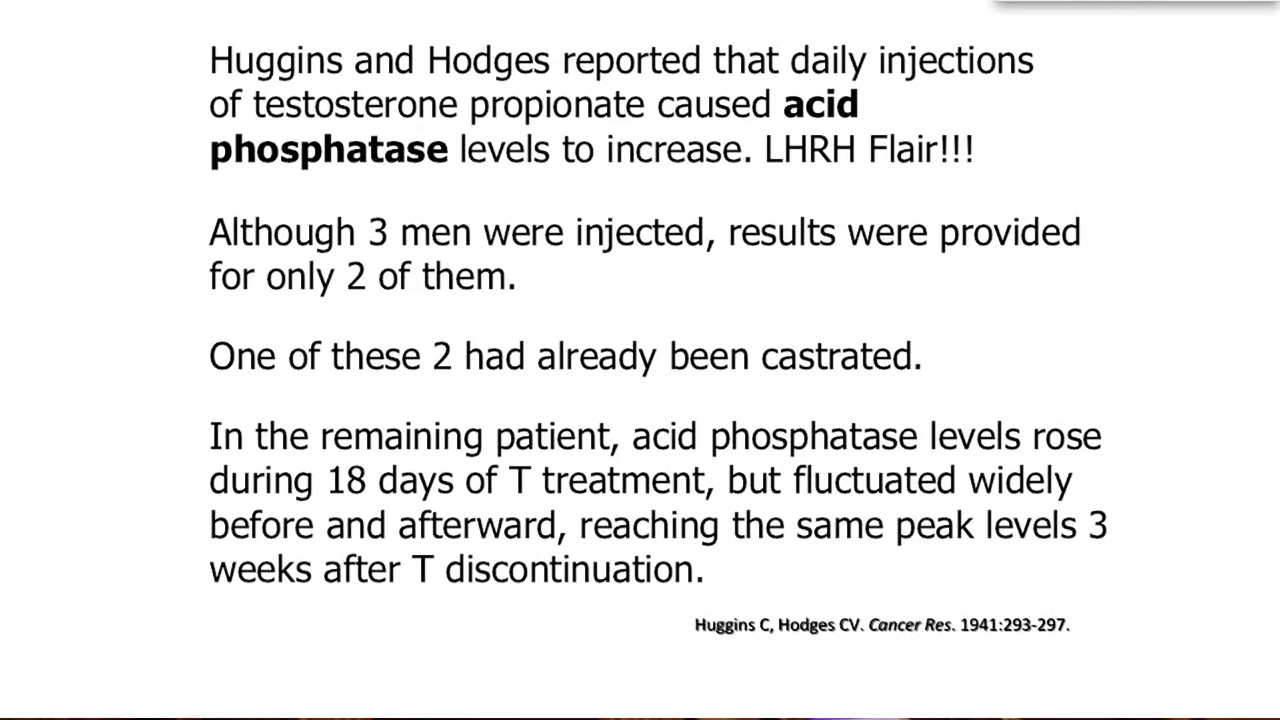 Huggins and Hodges reported that daily injections
of testosterone propionate caused acid
phosphatase levels to increase. LHRH Flair!!!
Although 3 men were injected, results were provided
for only 2 of them.
One of these 2 had already been castrated.
In the remaining patient, acid phosphatase levels rose
during 18 days of T treatment, but fluctuated widely
before and afterward, reaching the same peak levels 3
weeks after T discontinuation.
Huggins C, Hodges CV. Cancer Res. 1941:293-297.